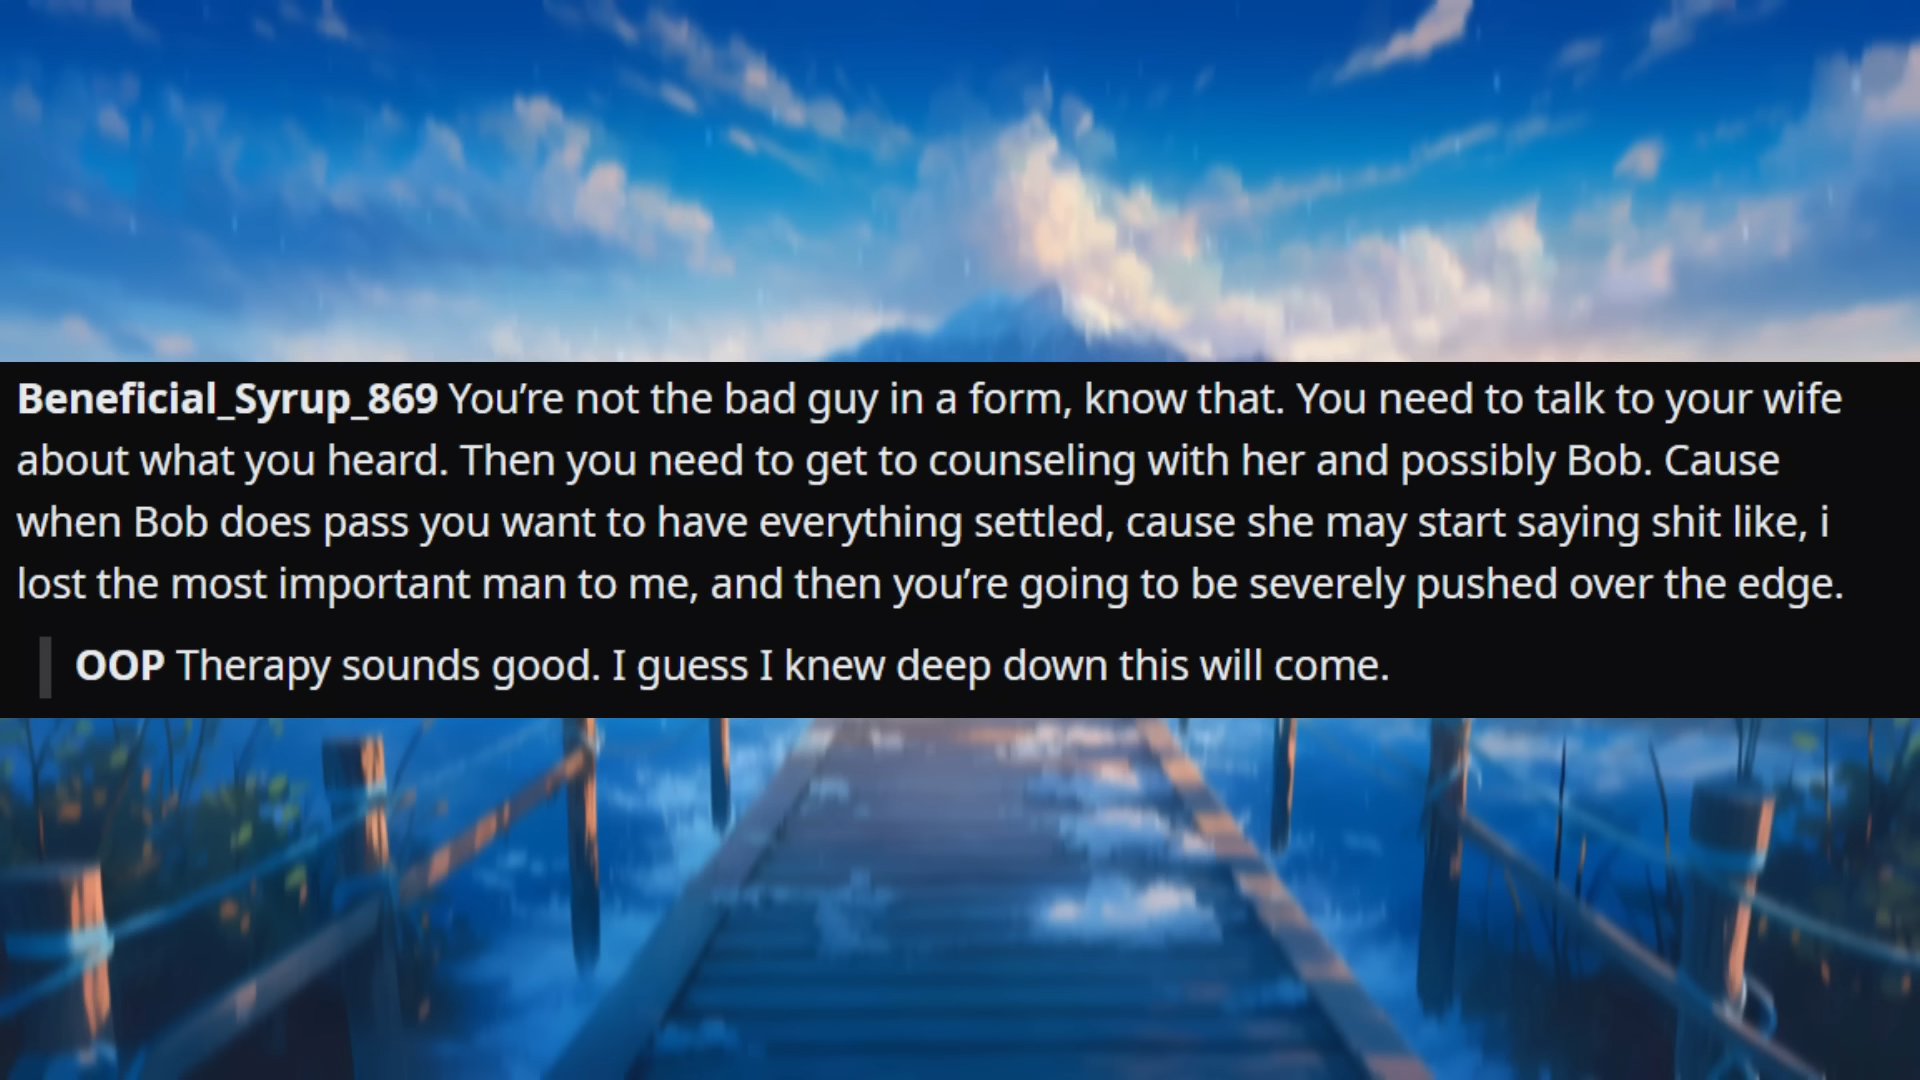 Beneficial_Syrup_869 You’re not the bad guy in a form, know that. You need to talk to your wife
about what you heard. Then you need to get to counseling with her and possibly Bob. Cause
when Bob does pass you want to have everything settled, cause she may start saying shit like, i
lost the most important man to me, and then you’re going to be severely pushed over the edge.
OOP Therapy sounds good. I guess I knew deep down this will come.